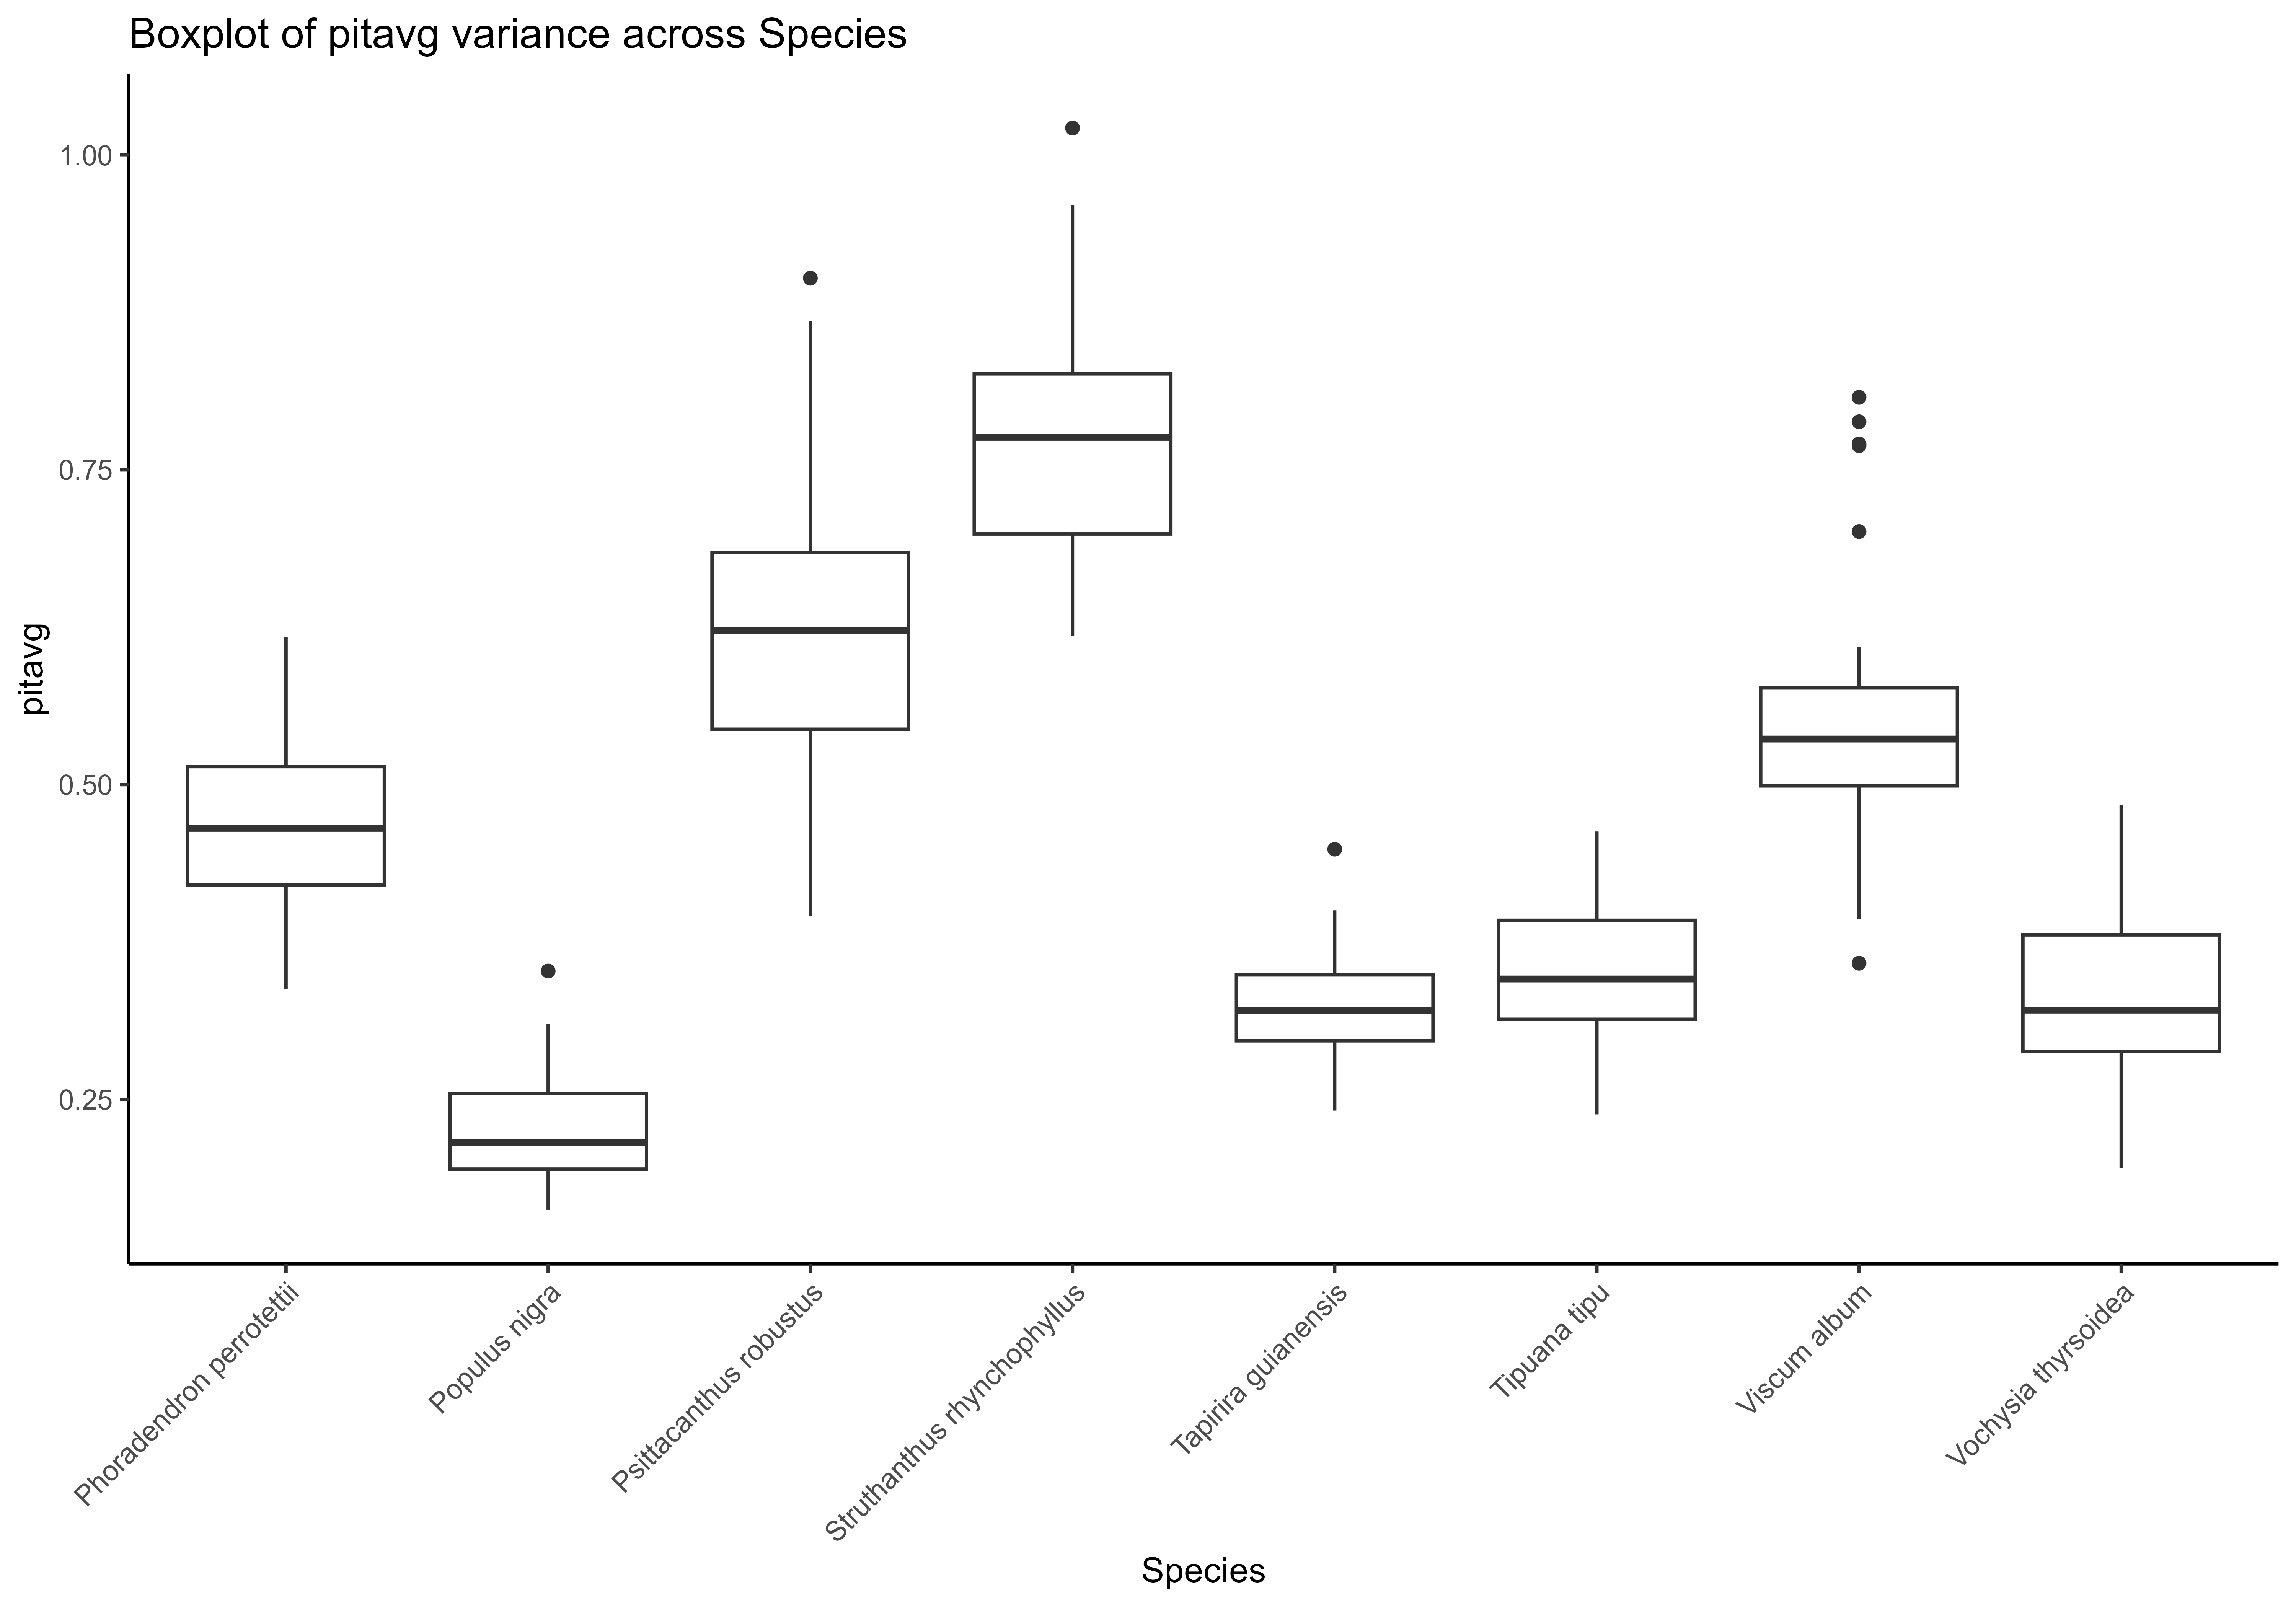 Boxplot of pitavg variance across Species
pitavg
1.00
0.75
0.50
0.25
Phoradendron perrotettii
Populus nigra
Psittacanthus robustus
Struthanthus rhynchophyllus
Tapirira guianensis
Tipuana tipu
Viscum album
Vochysia thyrsoidea
Species